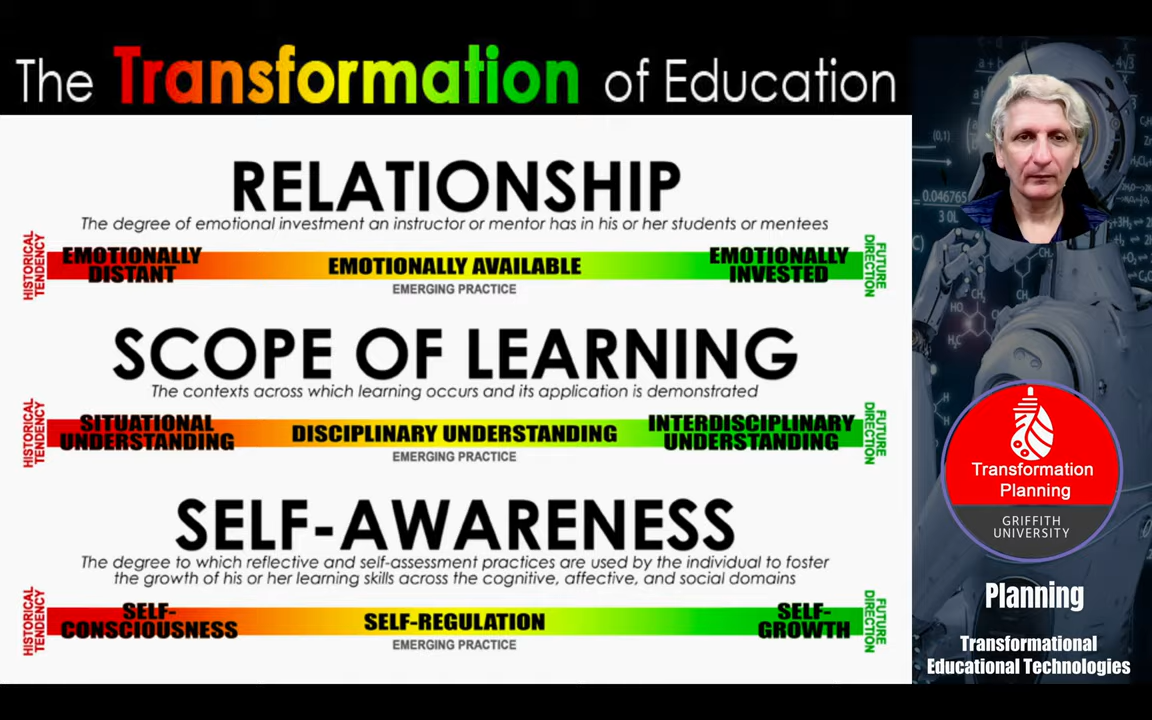 The Transformation of Education
RELATIONSHIP
The degree of emotional investment an instructor or mentor has in his or her students or mentees
HISTORICAL
TENDENCY
EMOTIONALLY
DISTANT
EMOTIONALLY AVAILABLE
EMOTIONALLY
INVESTED
FUTURE
DIRECTION
EMERGING PRACTICE
SCOPE OF LEARNING
The contexts across which learning occurs and its application is demonstrated
HISTORICAL
TENDENCY
SITUATIONAL
UNDERSTANDING
DISCIPLINARY UNDERSTANDING
INTERDISCIPLINARY
UNDERSTANDING
FUTURE
DIRECTION
EMERGING PRACTICE
SELF-AWARENESS
The degree to which reflective and self-assessment practices are used by the individual to foster
the growth of his or her learning skills across the cognitive, affective, and social domains
HISTORICAL
TENDENCY
SELF-
CONSCIOUSNESS
SELF-REGULATION
SELF-
GROWTH
FUTURE
DIRECTION
EMERGING PRACTICE
0.046765
Transformation
Planning
GRIFFITH
UNIVERSITY
Planning
Transformational
Educational Technologies